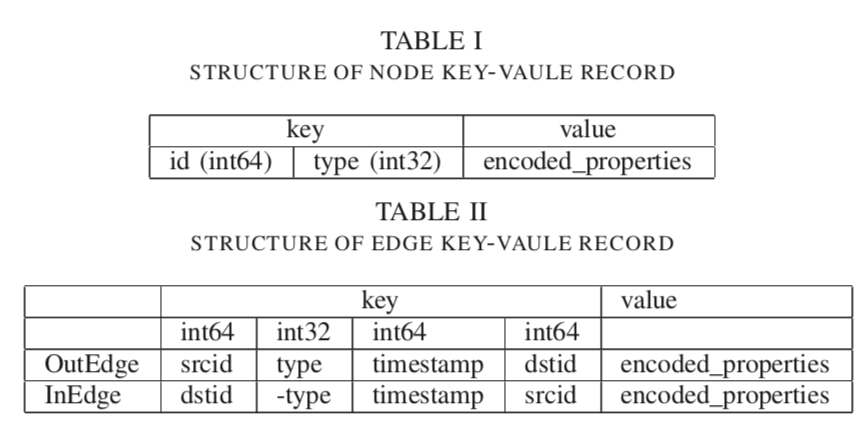 TABLE I
STRUCTURE OF NODE KEY-VAULE RECORD
key value
id (int64) type (int32) encoded_properties
TABLE II
STRUCTURE OF EDGE KEY-VAULE RECORD
key value
int64 int32 int64 int64
OutEdge srcid type timestamp dstid encoded_properties
InEdge dstid -type timestamp srcid encoded_properties